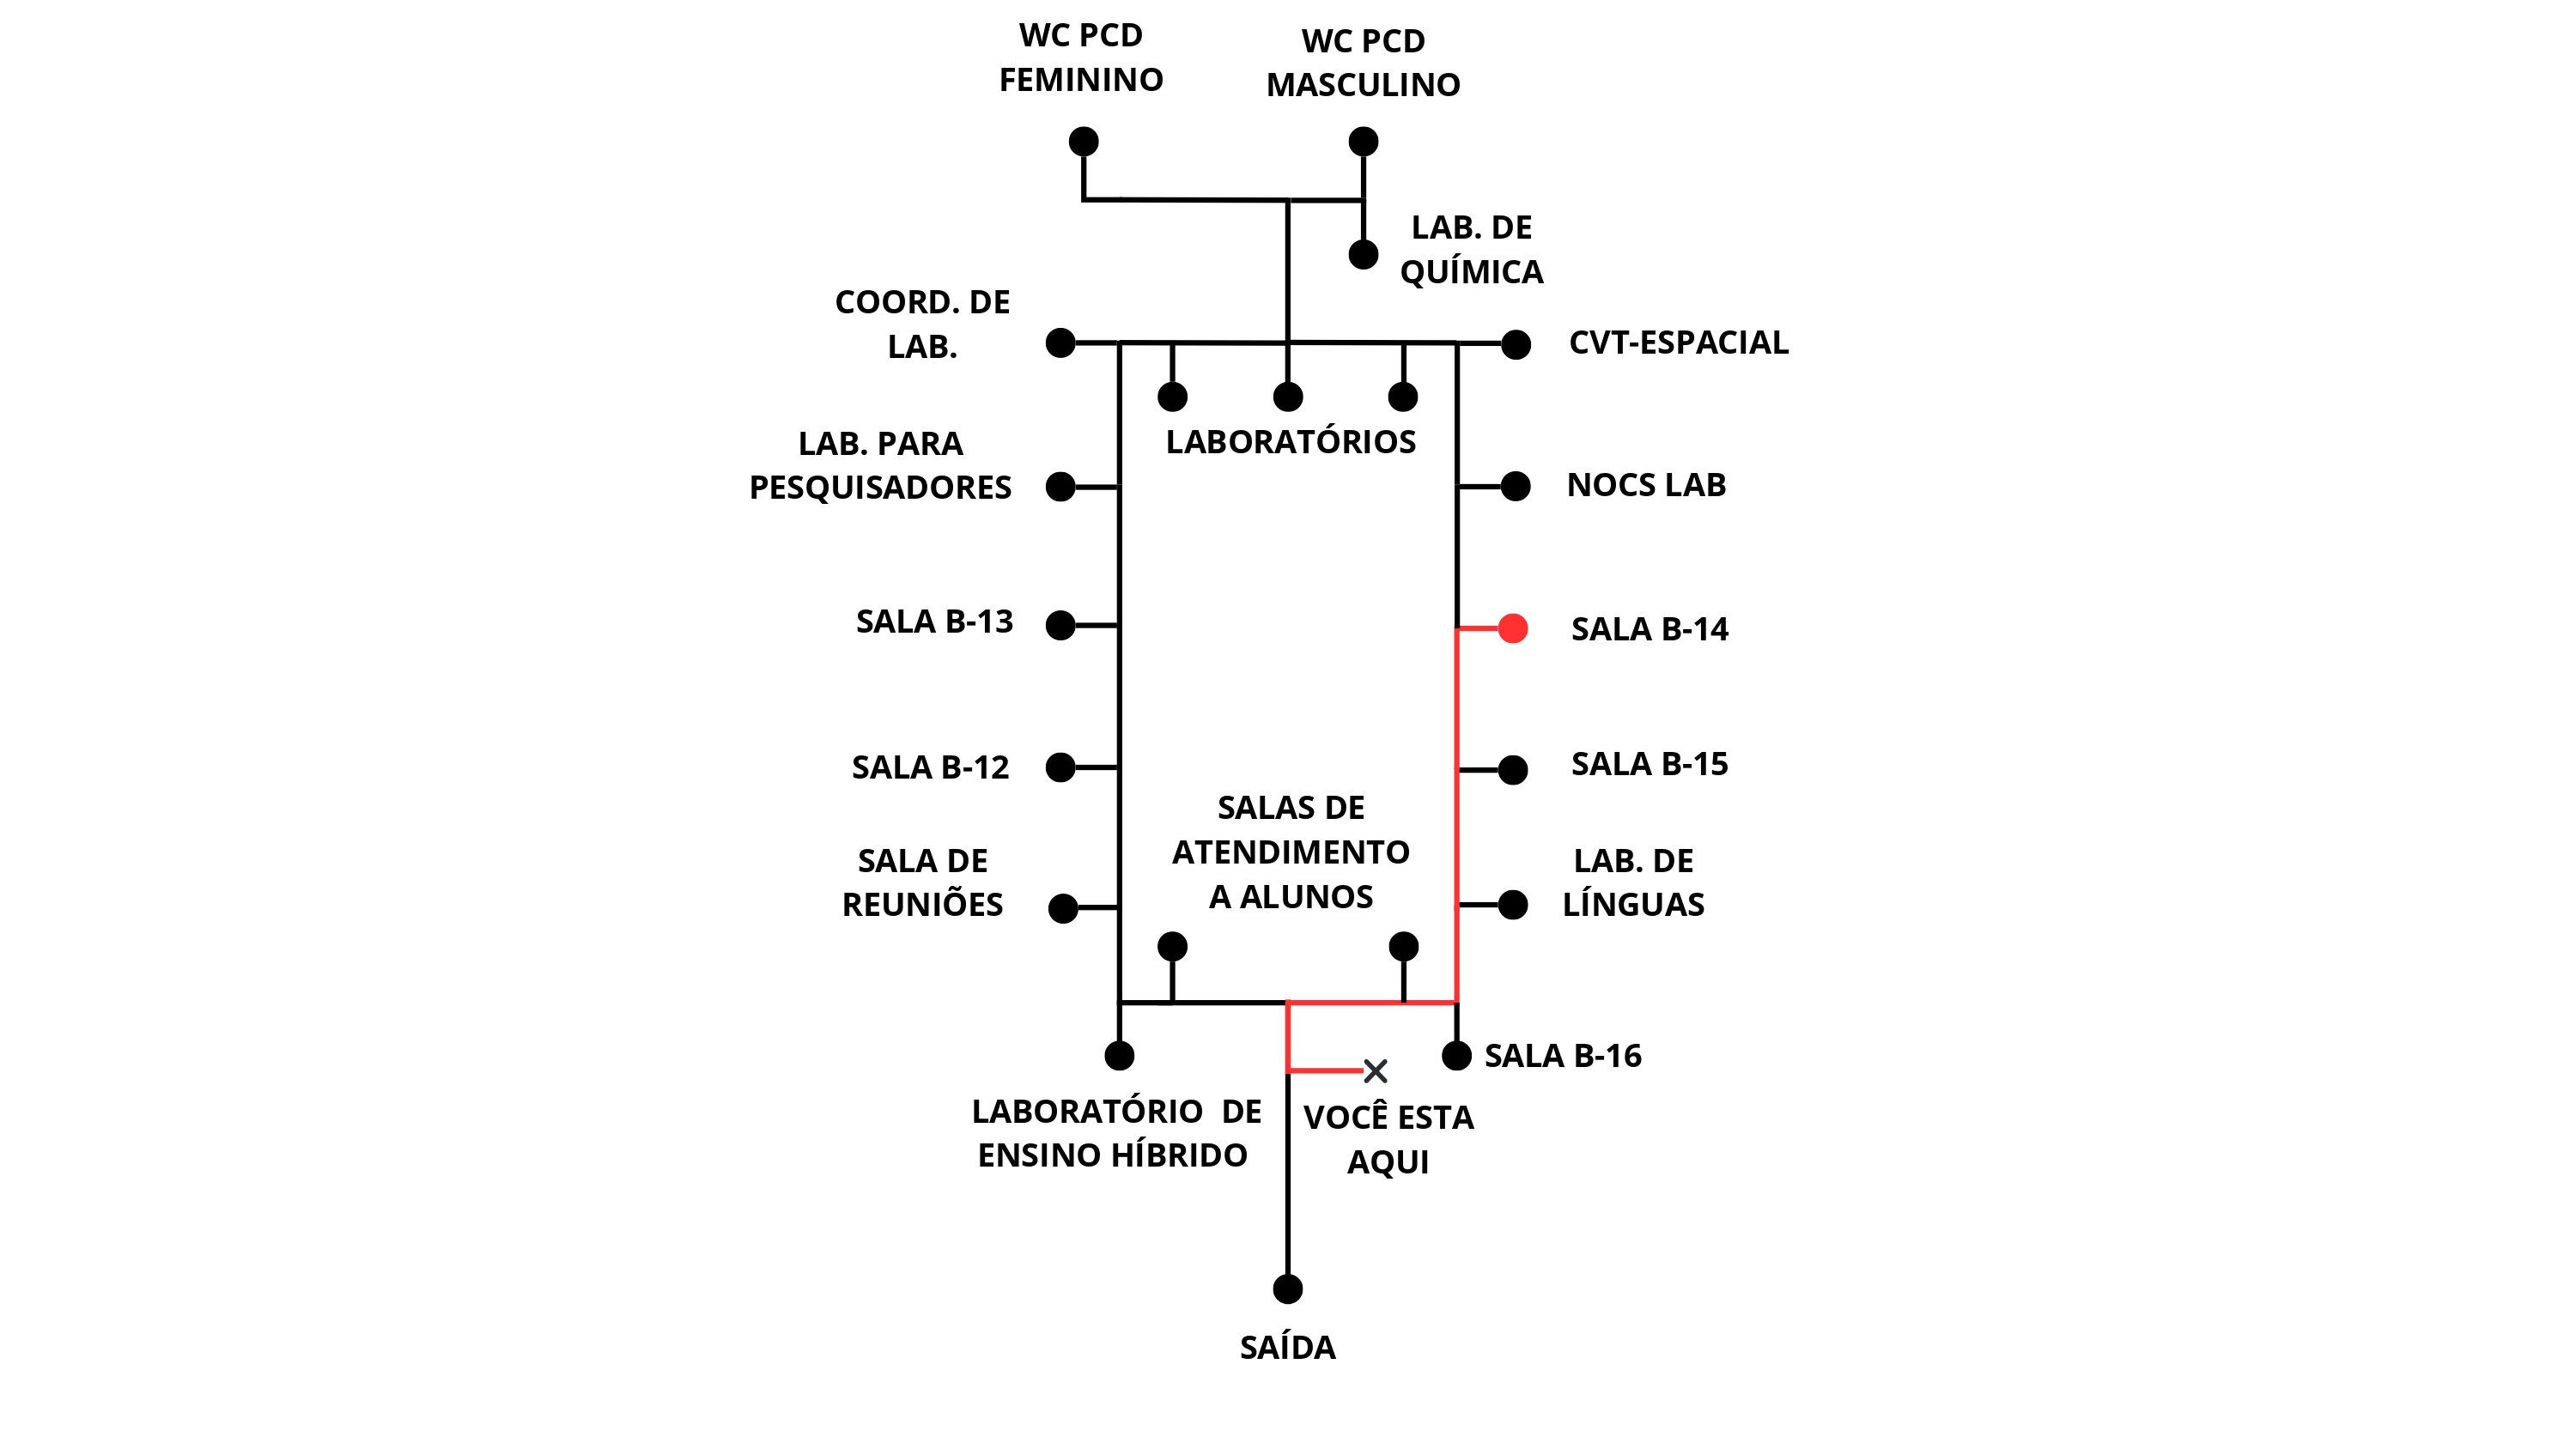 WC PCD
FEMININO
WC PCD
MASCULINO
LAB. DE
QUÍMICA
COORD. DE
LAB.
CVT-ESPACIAL
LABORATÓRIOS
LAB. PARA
PESQUISADORES
NOCS LAB
SALA B-13
SALA B-14
SALA B-12
SALA B-15
SALAS DE
ATENDIMENTO
A ALUNOS
SALA DE
REUNIÕES
LAB. DE
LÍNGUAS
SALA B-16
LABORATÓRIO DE
ENSINO HÍBRIDO
VOCÊ ESTA
AQUI
SAÍDA